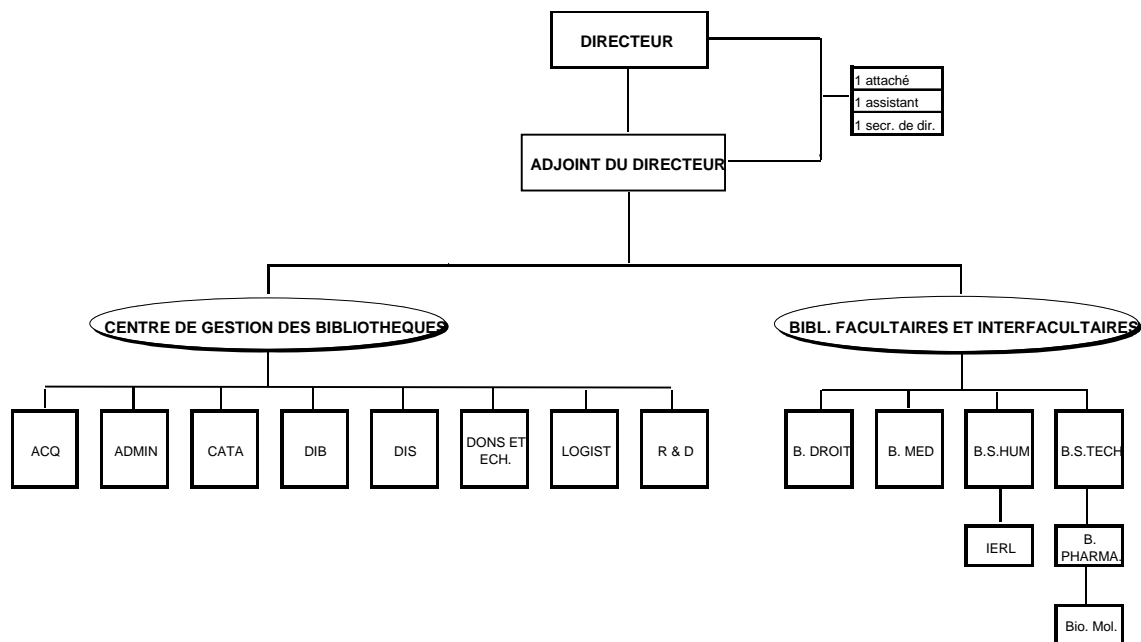 DIRECTEUR
1 attaché
1 assistant
1 secr. de dir.
ADJOINT DU DIRECTEUR
CENTRE DE GESTION DES BIBLIOTHEQUES
BIBL. FACULTAIRES ET INTERFACULTAIRES
ACQ
ADMIN
CATA
DIB
DIS
DONS ET
ECH.
LOGIST
R & D
B. DROIT
B. MED
B.S.HUM
B.S.TECH
IERL
B.
PHARMA.
Bio. Mol.